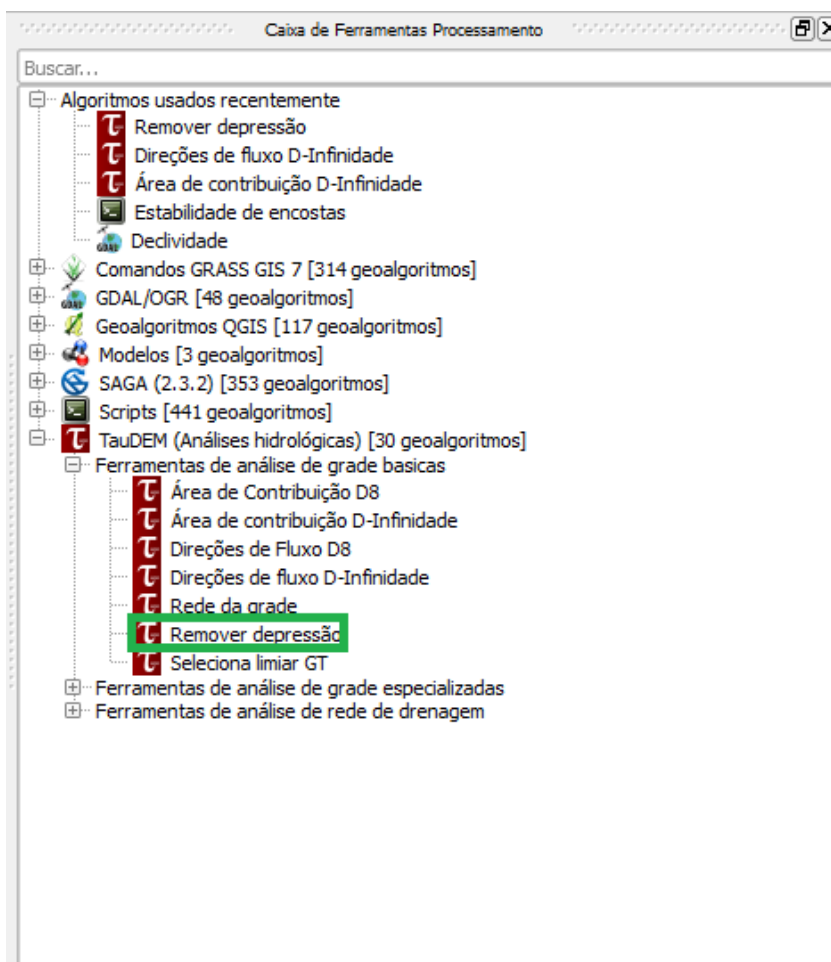 Caixa de Ferramentas Processamento
Buscar...
Algoritmos usados recentemente
Remover depressão
Direções de fluxo D-Infinidade
Área de contribuição D-Infinidade
Estabilidade de encostas
Declividade
Comandos GRASS GIS 7 [314 geoalgoritmos]
GDAL/OGR [48 geoalgoritmos]
Geoalgoritmos QGIS [117 geoalgoritmos]
Modelos [3 geoalgoritmos]
SAGA (2.3.2) [353 geoalgoritmos]
Scripts [441 geoalgoritmos]
TauDEM (Análises hidrológicas) [30 geoalgoritmos]
Ferramentas de análise de grade basicas
Área de Contribuição D8
Área de contribuição D-Infinidade
Direções de Fluxo D8
Direções de fluxo D-Infinidade
Rede da grade
Remover depressão
Seleciona limiar GT
Ferramentas de análise de grade especializadas
Ferramentas de análise de rede de drenagem